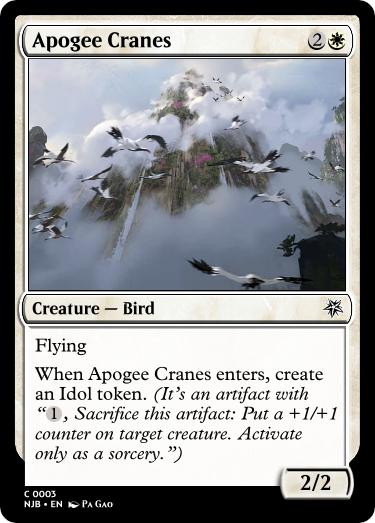 Apogee Cranes 2
Creature — Bird
Flying
When Apogee Cranes enters, create
an Idol token. (It's an artifact with
“1, Sacrifice this artifact: Put a +1/+1
counter on target creature. Activate
only as a sorcery.”)
2/2
C 0003
NJB • EN Pa Gao